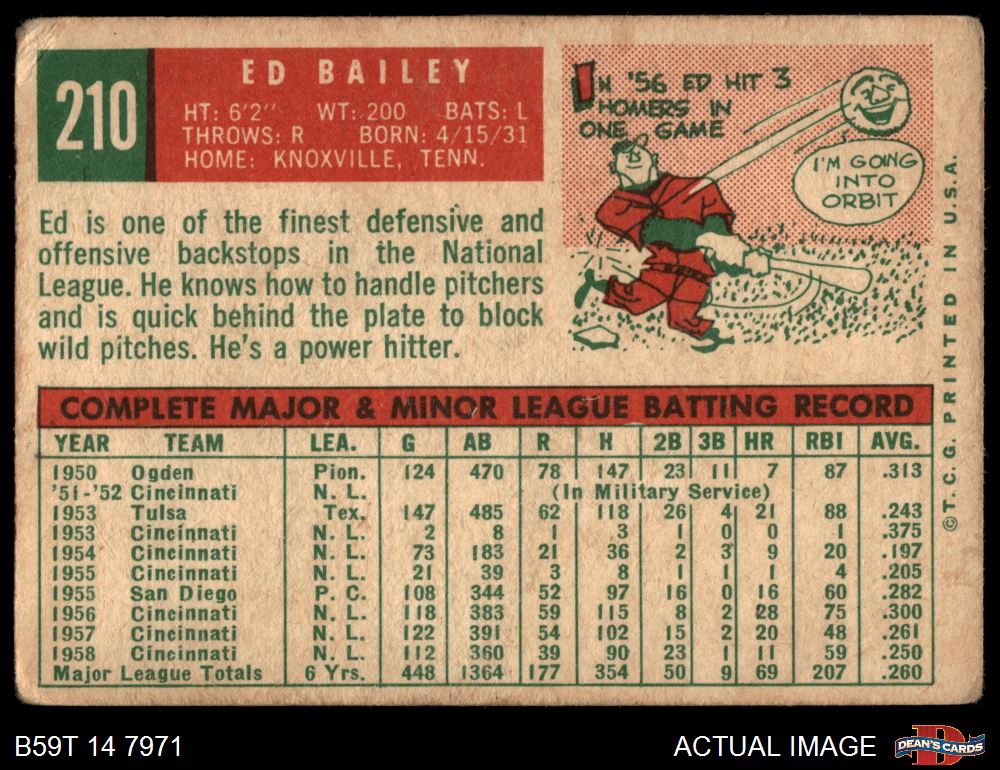 210
ED BAILEY
HT: 6'2" WT: 200 BATS: L
THROWS: R BORN: 4/15/31
HOME: KNOXVILLE, TENN.
IN '56 ED HIT 3
HOMERS IN
ONE GAME
I'M GOING
INTO
ORBIT
Ed is one of the finest defensive and
offensive backstops in the National
League. He knows how to handle pitchers
and is quick behind the plate to block
wild pitches. He's a power hitter.
COMPLETE MAJOR & MINOR LEAGUE BATTING RECORD
YEAR TEAM LEA. G AB R H 2B 3B HR RBI AVG.
1950 Ogden Pion. 124 470 78 147 23 11 7 87 .313
'51-'52 Cincinnati N. L. (In Military Service)
1953 Tulsa Tex. 147 485 62 118 26 4 21 88 .243
1953 Cincinnati N. L. 2 8 1 3 1 0 0 1 .375
1954 Cincinnati N. L. 73 183 21 36 2 3 9 20 .197
1955 Cincinnati N. L. 21 39 3 8 1 1 1 4 .205
1955 San Diego P. C. 108 344 52 97 16 0 16 60 .282
1956 Cincinnati N. L. 118 383 59 115 8 2 28 75 .300
1957 Cincinnati N. L. 122 391 54 102 15 2 20 48 .261
1958 Cincinnati N. L. 112 360 39 90 23 1 11 59 .250
Major League Totals 6 Yrs. 448 1364 177 354 50 9 69 207 .260
©T. C. G. PRINTED IN U.S.A.
B59T 14 7971
ACTUAL IMAGE
D
DEAN'S CARDS